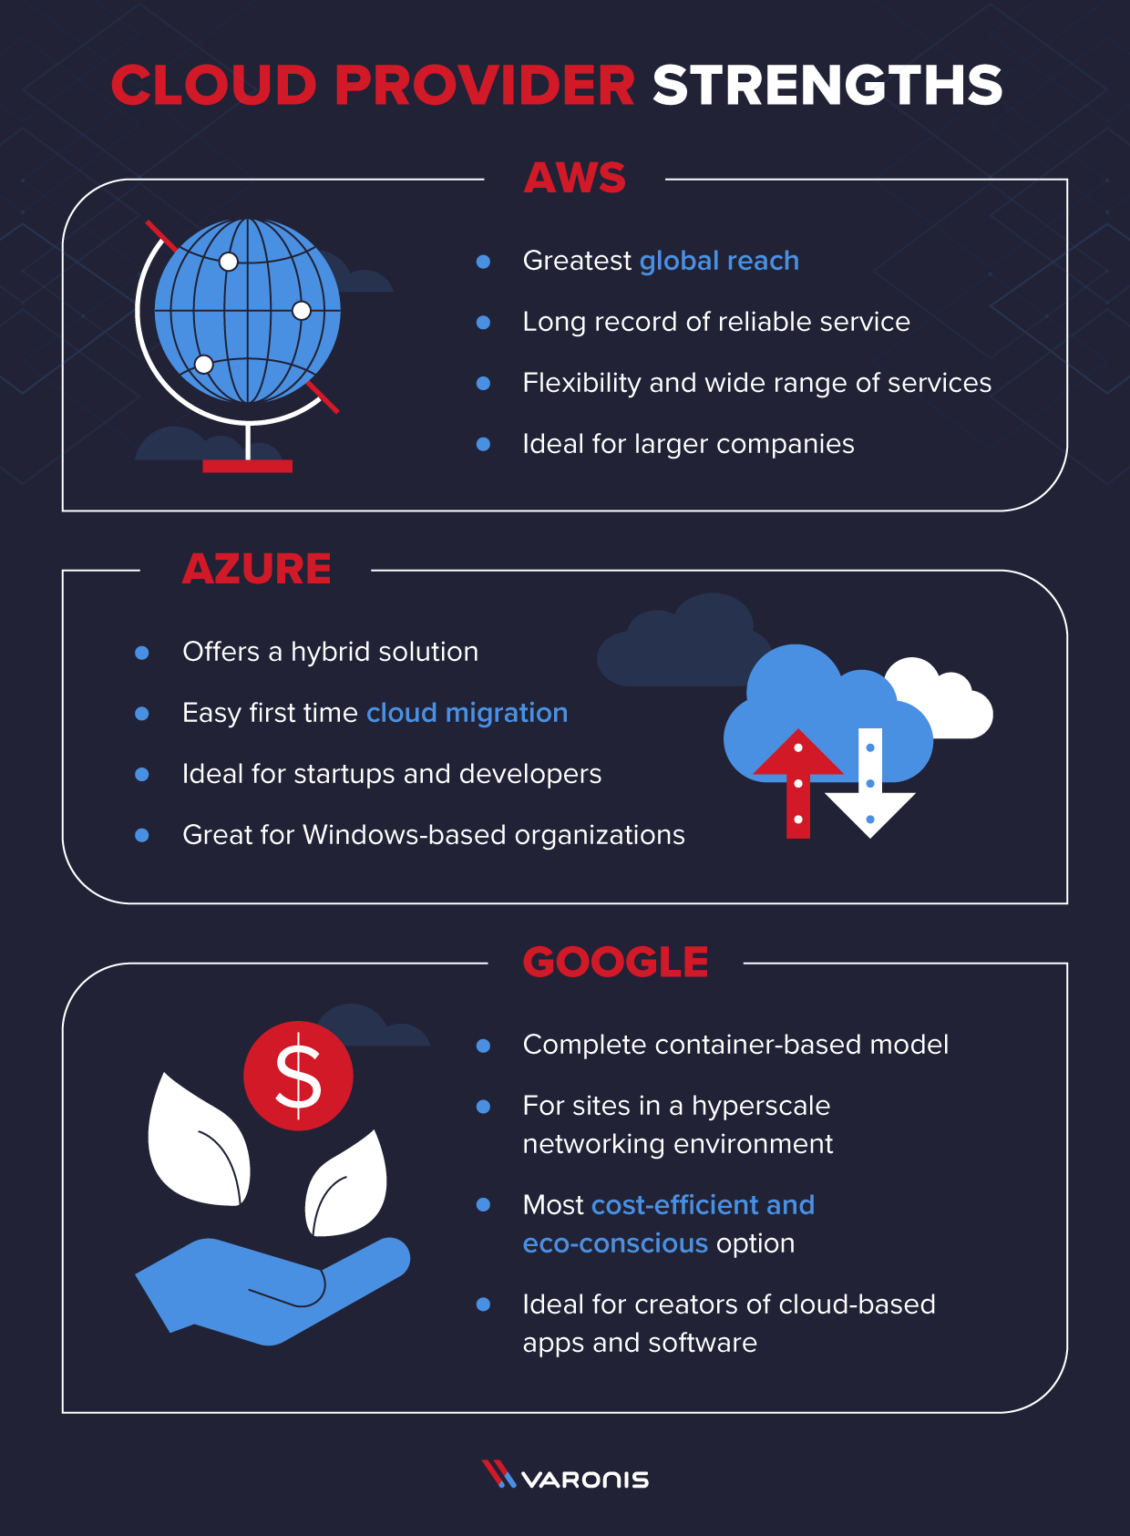 CLOUD PROVIDER STRENGTHS
AWS
Greatest global reach
Long record of reliable service
Flexibility and wide range of services
Ideal for larger companies
AZURE
Offers a hybrid solution
Easy first time cloud migration
Ideal for startups and developers
Great for Windows-based organizations
GOOGLE
$
Complete container-based model
For sites in a hyperscale
networking environment
Most cost-efficient and
eco-conscious option
Ideal for creators of cloud-based
apps and software
VARONIS